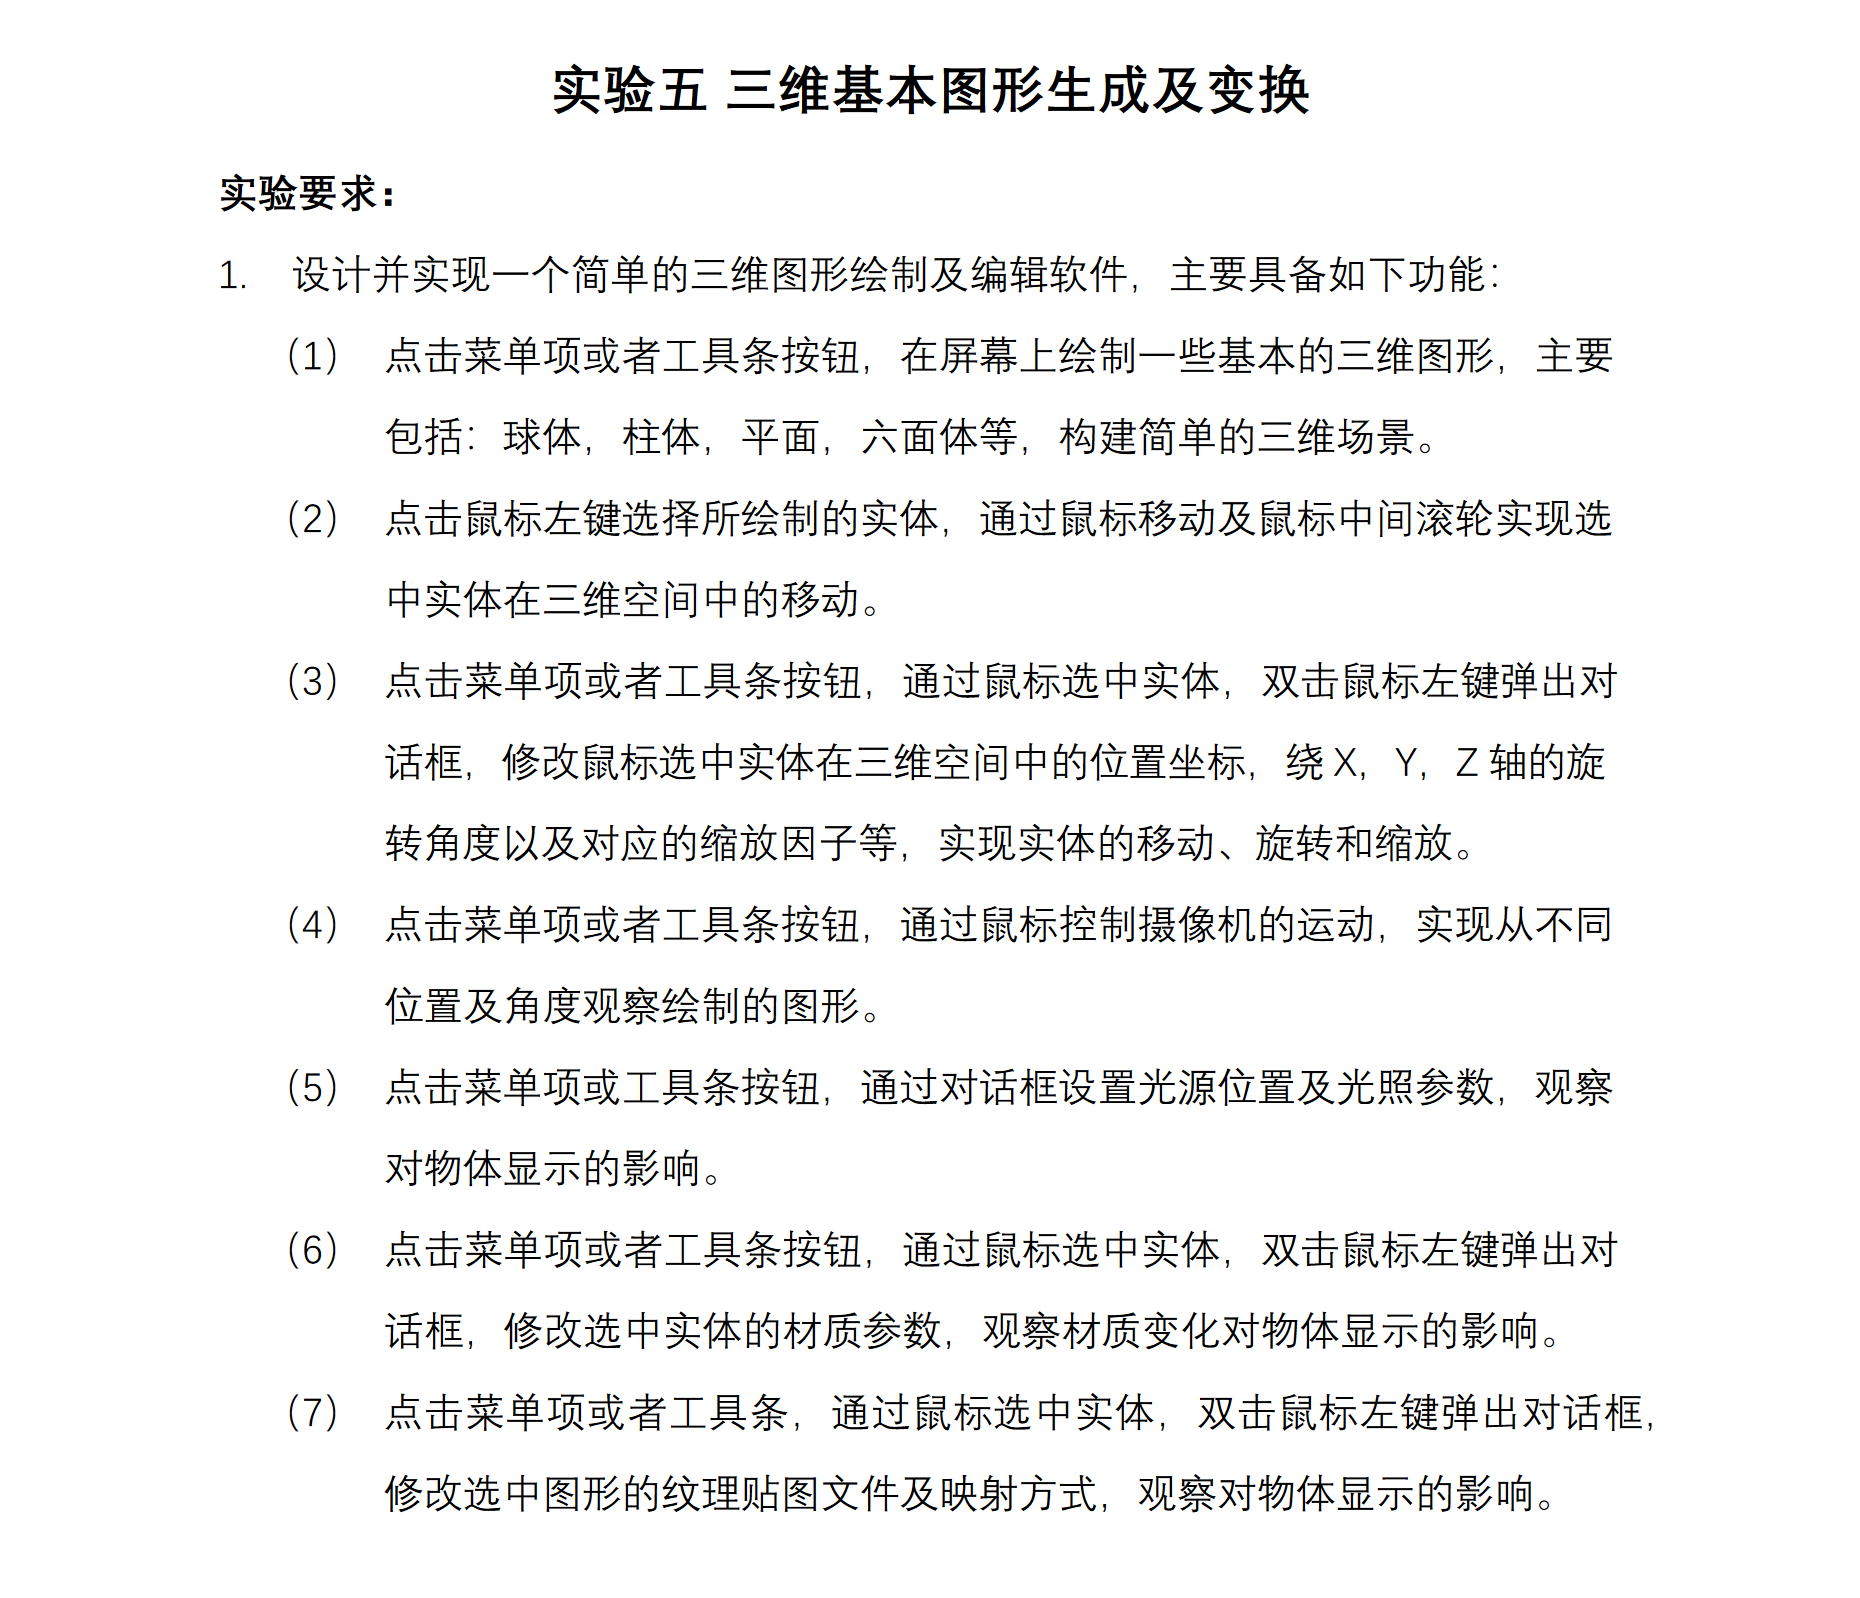 实验五 三维基本图形生成及变换
实验要求：
1. 设计并实现一个简单的三维图形绘制及编辑软件，主要具备如下功能：
（1） 点击菜单项或者工具条按钮，在屏幕上绘制一些基本的三维图形，主要
包括：球体，柱体，平面，六面体等，构建简单的三维场景。
（2） 点击鼠标左键选择所绘制的实体，通过鼠标移动及鼠标中间滚轮实现选
中实体在三维空间中的移动。
（3） 点击菜单项或者工具条按钮，通过鼠标选中实体，双击鼠标左键弹出对
话框，修改鼠标选中实体在三维空间中的位置坐标，绕 X，Y，Z 轴的旋
转角度以及对应的缩放因子等，实现实体的移动、旋转和缩放。
（4） 点击菜单项或者工具条按钮，通过鼠标控制摄像机的运动，实现从不同
位置及角度观察绘制的图形。
（5） 点击菜单项或工具条按钮，通过对话框设置光源位置及光照参数，观察
对物体显示的影响。
（6） 点击菜单项或者工具条按钮，通过鼠标选中实体，双击鼠标左键弹出对
话框，修改选中实体的材质参数，观察材质变化对物体显示的影响。
（7） 点击菜单项或者工具条，通过鼠标选中实体，双击鼠标左键弹出对话框，
修改选中图形的纹理贴图文件及映射方式，观察对物体显示的影响。